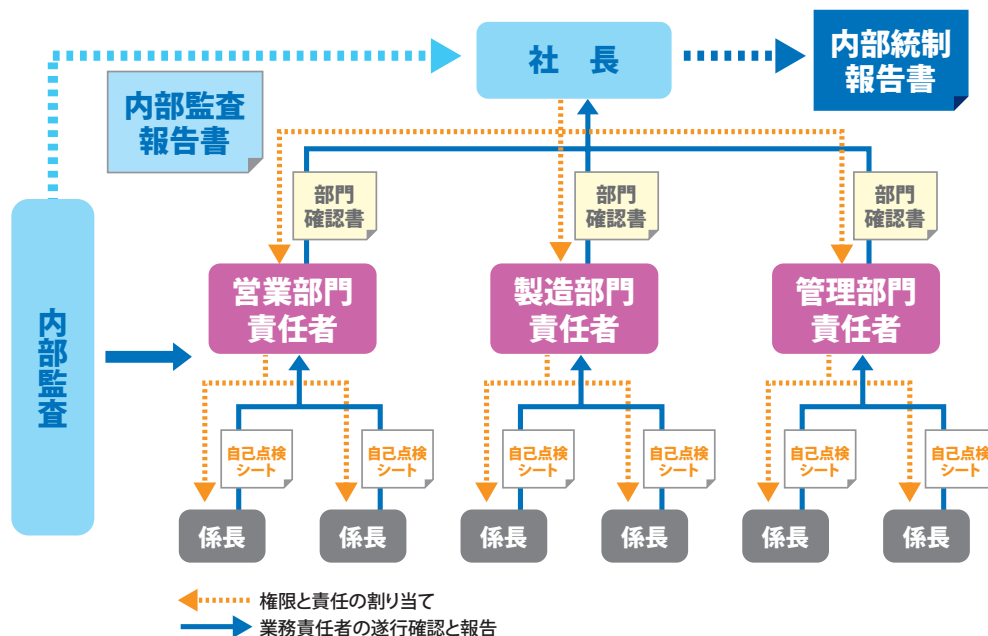 社 長
内部統制
報告書
内部監査
報告書
部門
確認書
部門
確認書
部門
確認書
内部監査
営業部門
責任者
製造部門
責任者
管理部門
責任者
自己点検
シート
自己点検
シート
自己点検
シート
自己点検
シート
自己点検
シート
自己点検
シート
係長
係長
係長
係長
係長
係長
権限と責任の割り当て
業務責任者の遂行確認と報告